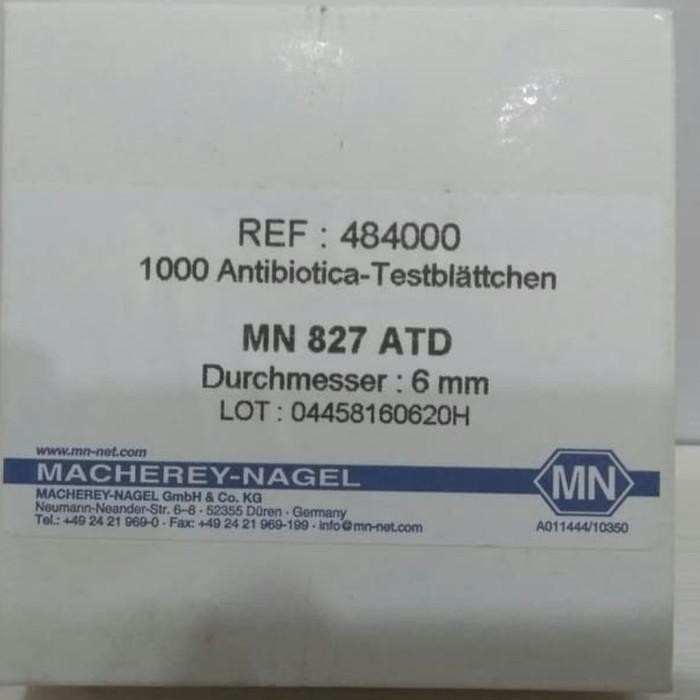 REF : 484000
1000 Antibiotica-Testblättchen
MN 827 ATD
Durchmesser : 6 mm
LOT : 04458160620H
www.mn-net.com
MACHEREY-NAGEL
MACHEREY-NAGEL GmbH & Co. KG
Neumann-Neander-Str. 6–8 · 52355 Düren · Germany
Tel.: +49 24 21 969-0 · Fax: +49 24 21 969-199 · info@mn-net.com
MN
A011444/10350